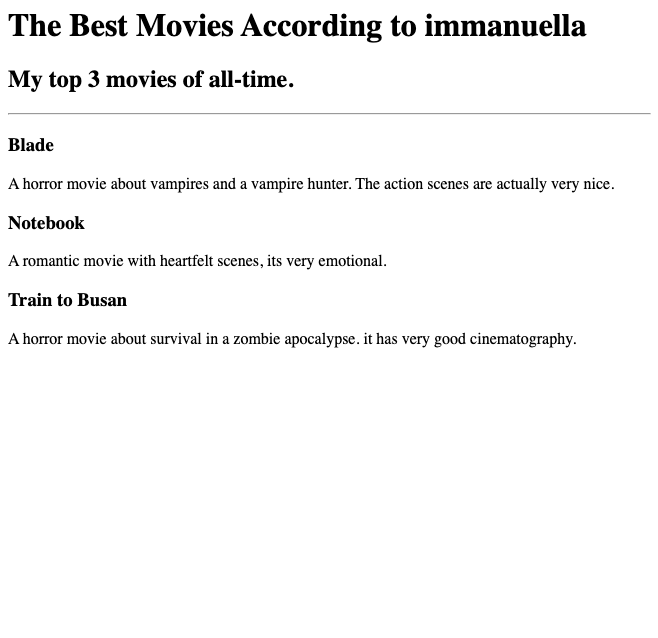 The Best Movies According to immanuella
My top 3 movies of all-time.
Blade
A horror movie about vampires and a vampire hunter. The action scenes are actually very nice.
Notebook
A romantic movie with heartfelt scenes, its very emotional.
Train to Busan
A horror movie about survival in a zombie apocalypse. it has very good cinematography.